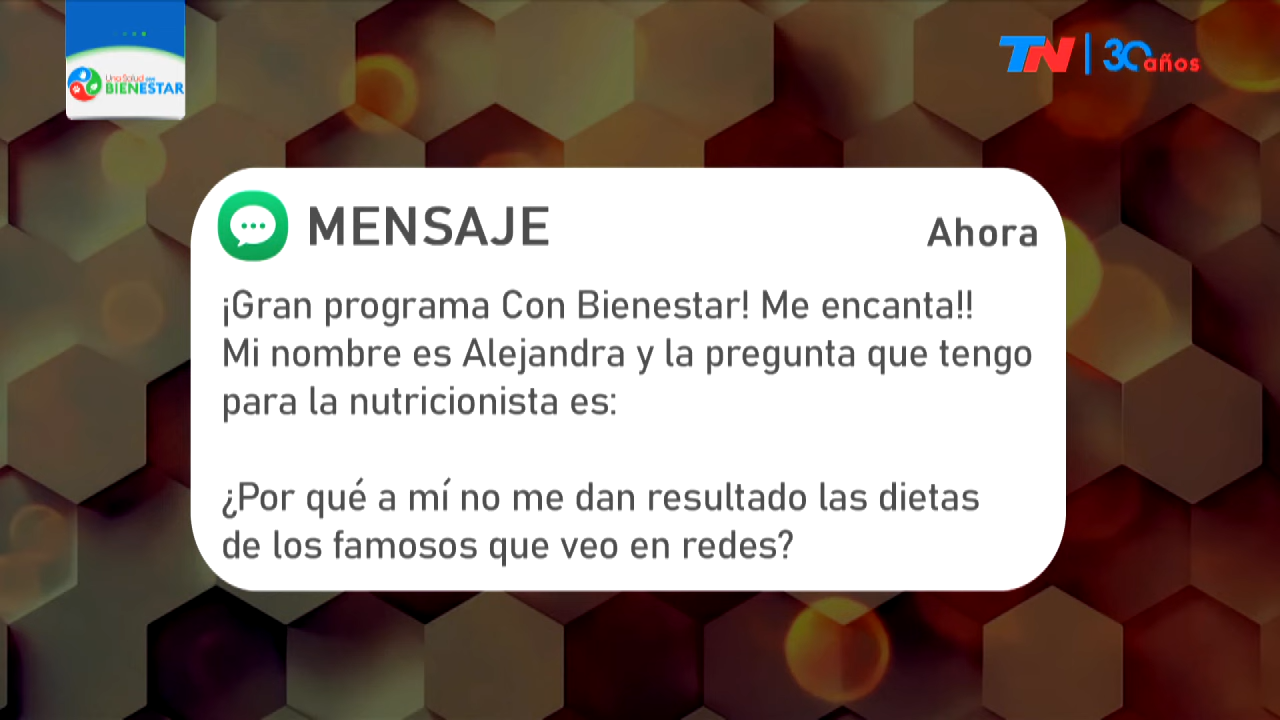 Una Salud con
BIENESTAR
TN 30 años
MENSAJE
Ahora
¡Gran programa Con Bienestar! Me encanta!!
Mi nombre es Alejandra y la pregunta que tengo
para la nutricionista es:
¿Por qué a mí no me dan resultado las dietas
de los famosos que veo en redes?